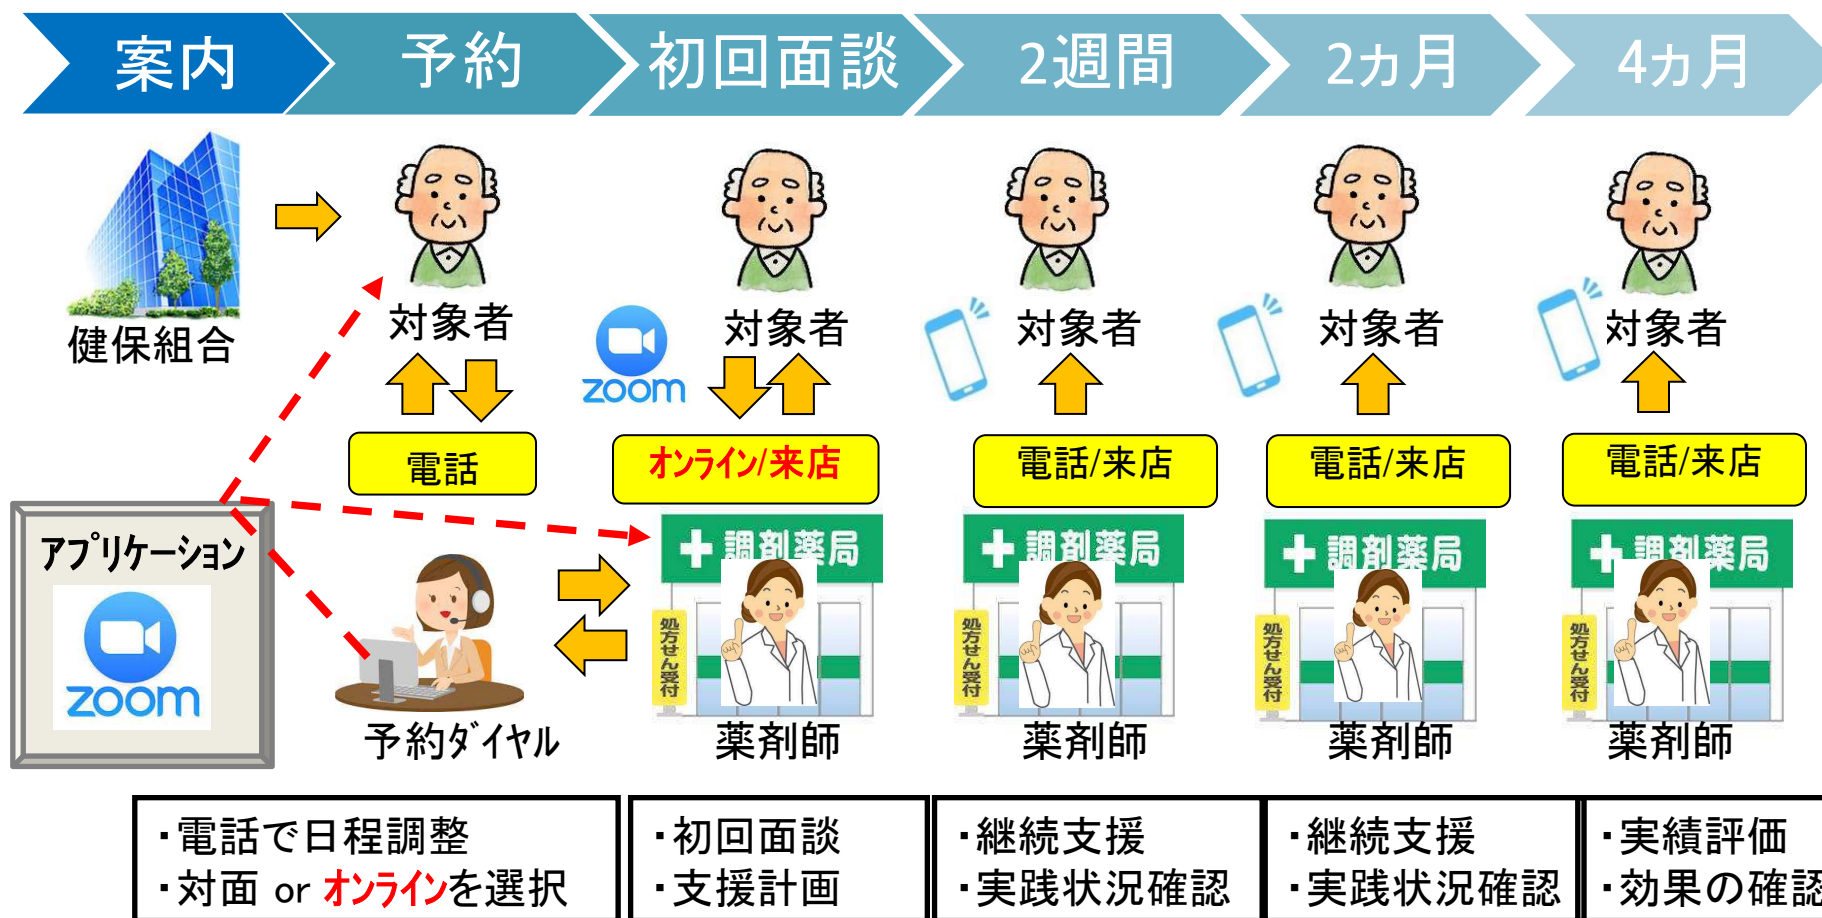 案内
予約
初回面談
2週間
2カ月
4カ月
健保組合
対象者
対象者
対象者
対象者
対象者
zoom
電話
オンライン/来店
電話/来店
電話/来店
電話/来店
アプリケーション
zoom
調剤薬局
調剤薬局
調剤薬局
調剤薬局
処方せん受付
処方せん受付
処方せん受付
処方せん受付
予約ダイヤル
薬剤師
薬剤師
薬剤師
薬剤師
・電話で日程調整
・対面 or オンラインを選択
・初回面談
・支援計画
・継続支援
・実践状況確認
・継続支援
・実践状況確認
・実績評価
・効果の確認